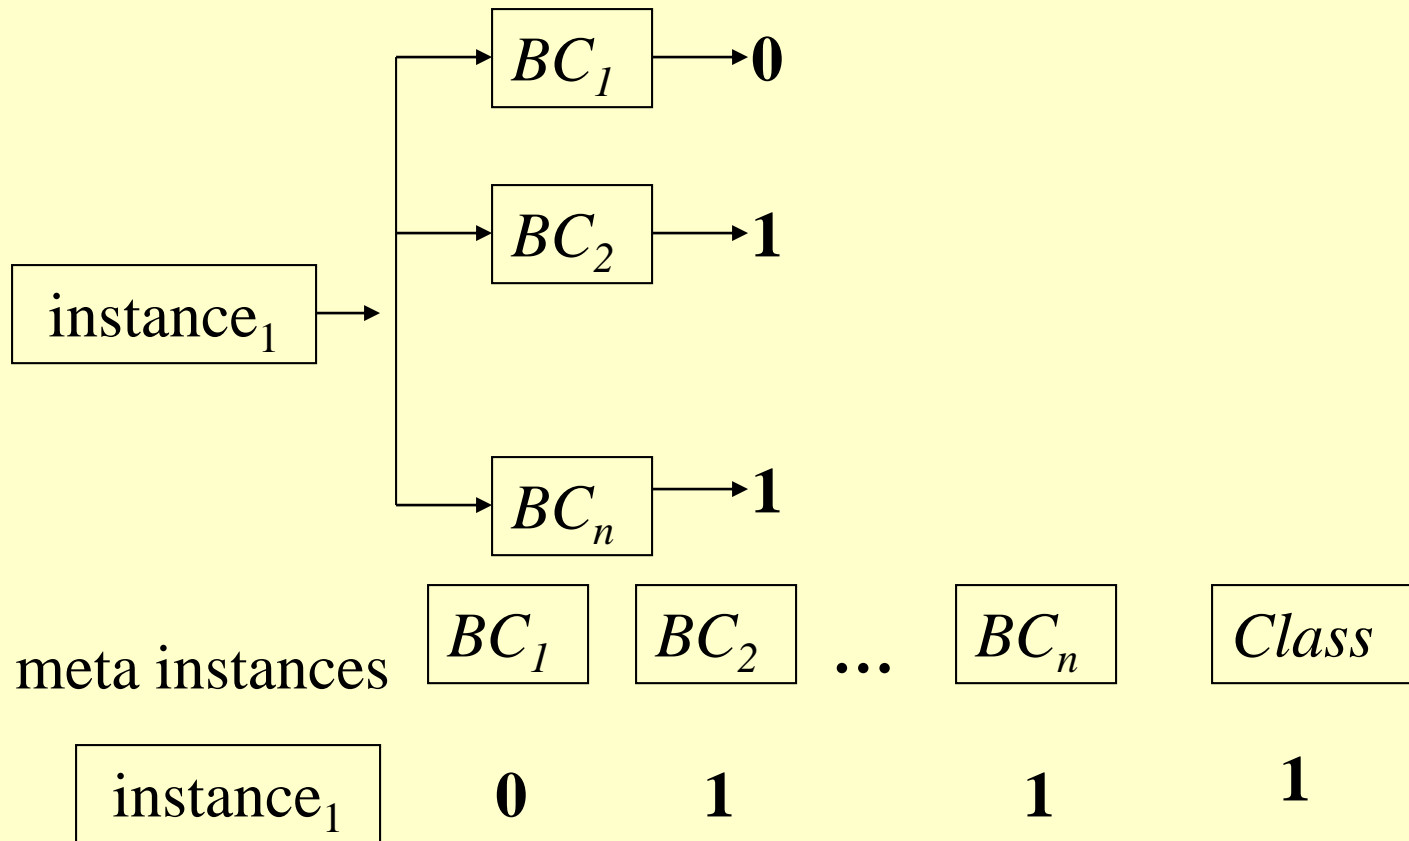 BC₁ 0
BC₂ 1
instance₁
BCₙ 1
meta instances BC₁ BC₂ … BCₙ Class
instance₁ 0 1 1 1